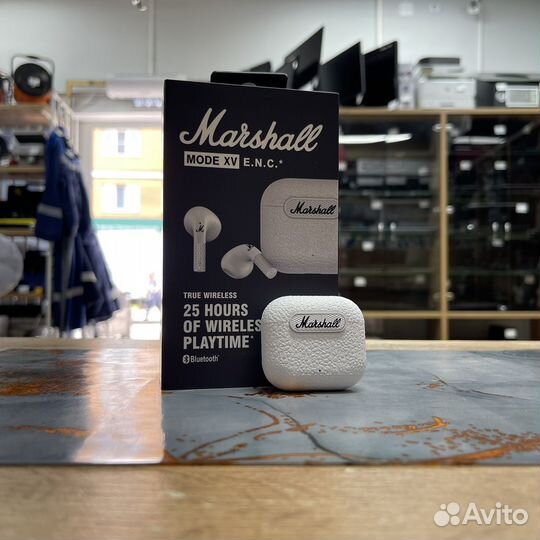 Marshall
MODE XV E.N.C.*
Marshall
TRUE WIRELESS
25 HOURS
OF WIRELES
PLAYTIME*
Bluetooth®
Marshall
Avito